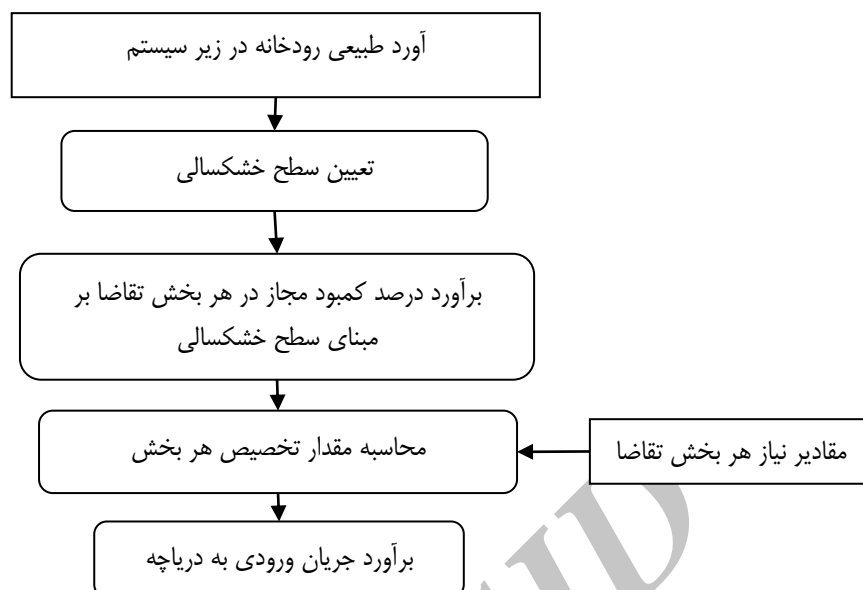 آورد طبیعی رودخانه در زیر سیستم
تعیین سطح خشکسالی
برآورد درصد کمبود مجاز در هر بخش تقاضا بر
مبنای سطح خشکسالی
محاسبه مقدار تخصیص هر بخش
مقادیر نیاز هر بخش تقاضا
برآورد جریان ورودی به دریاچه